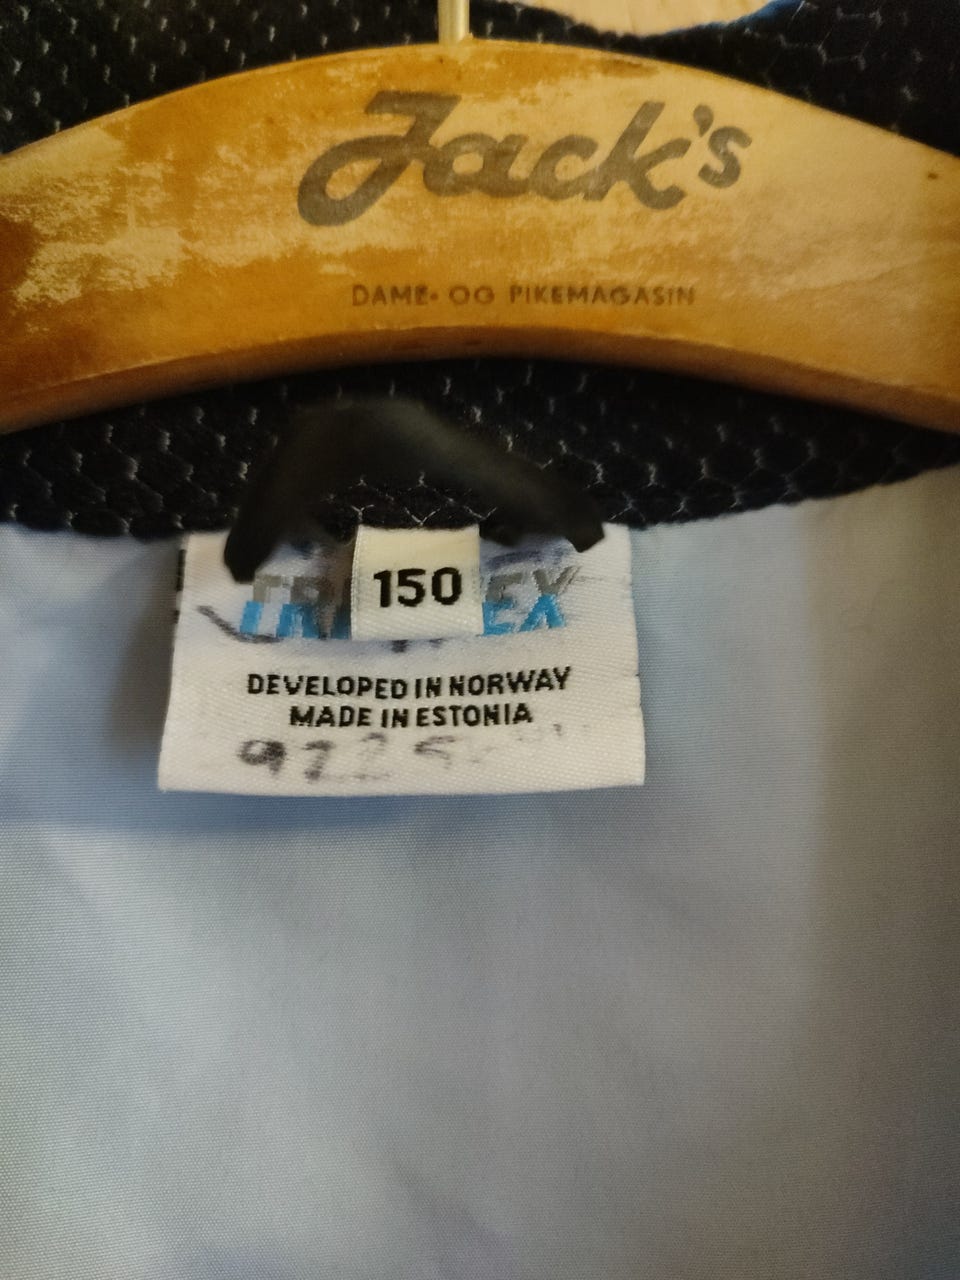 Jack's
DAME- OG PIKEMAGASIN
150
DEVELOPED IN NORWAY
MADE IN ESTONIA